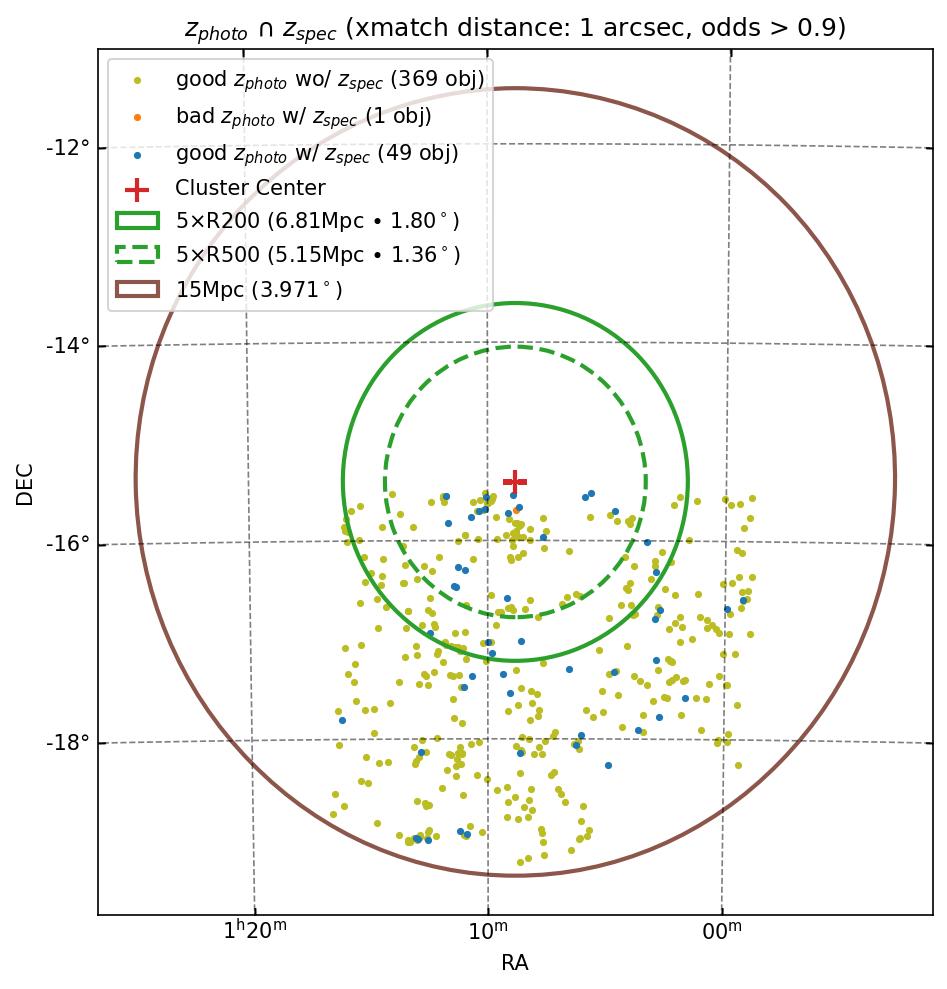 z_photo ∩ z_spec (xmatch distance: 1 arcsec, odds > 0.9)
good z_photo wo/ z_spec (369 obj)
bad z_photo w/ z_spec (1 obj)
good z_photo w/ z_spec (49 obj)
Cluster Center
5×R200 (6.81Mpc • 1.80°)
5×R500 (5.15Mpc • 1.36°)
15Mpc (3.971°)
-12°
-14°
-16°
-18°
DEC
1ʰ20ᵐ 10ᵐ 00ᵐ
RA